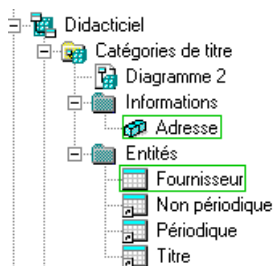 Didacticiel
Catégories de titre
Diagramme 2
Informations
Adresse
Entités
Fournisseur
Non périodique
Périodique
Titre